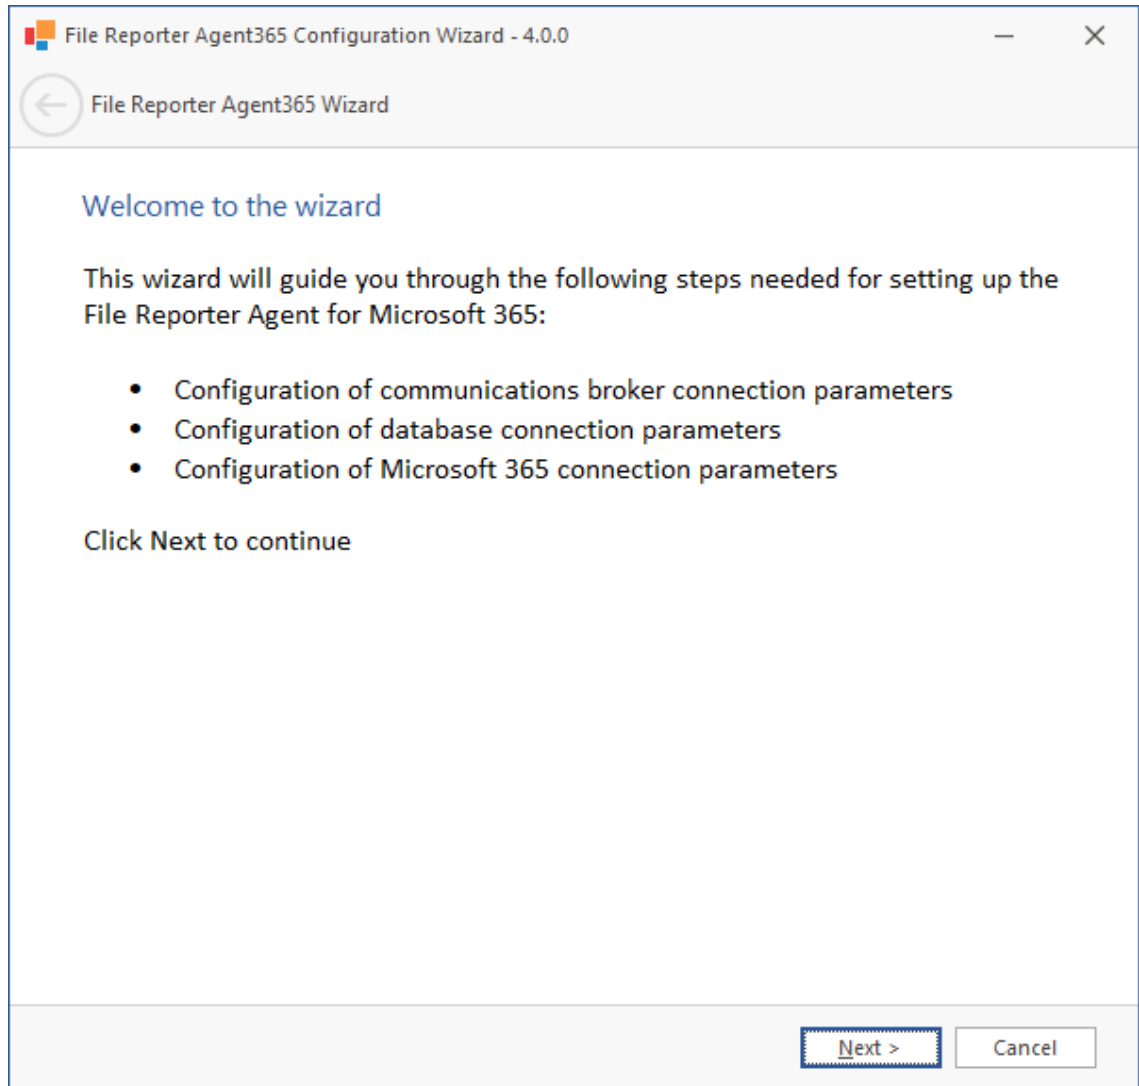 File Reporter Agent365 Configuration Wizard - 4.0.0
File Reporter Agent365 Wizard
Welcome to the wizard
This wizard will guide you through the following steps needed for setting up the
File Reporter Agent for Microsoft 365:
• Configuration of communications broker connection parameters
• Configuration of database connection parameters
• Configuration of Microsoft 365 connection parameters
Click Next to continue
Next > Cancel